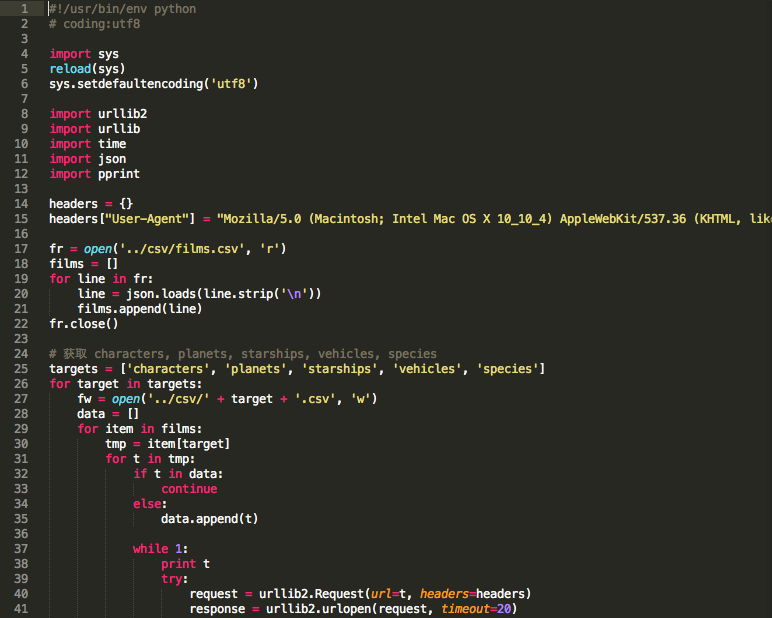 1 #!/usr/bin/env python
2 # coding:utf8
3
4 import sys
5 reload(sys)
6 sys.setdefaultencoding('utf8')
7
8 import urllib2
9 import urllib
10 import time
11 import json
12 import pprint
13
14 headers = {}
15 headers["User-Agent"] = "Mozilla/5.0 (Macintosh; Intel Mac OS X 10_10_4) AppleWebKit/537.36 (KHTML, lik
16
17 fr = open('../csv/films.csv', 'r')
18 films = []
19 for line in fr:
20     line = json.loads(line.strip('\n'))
21     films.append(line)
22 fr.close()
23
24 # 获取 characters, planets, starships, vehicles, species
25 targets = ['characters', 'planets', 'starships', 'vehicles', 'species']
26 for target in targets:
27     fw = open('../csv/' + target + '.csv', 'w')
28     data = []
29     for item in films:
30         tmp = item[target]
31         for t in tmp:
32             if t in data:
33                 continue
34             else:
35                 data.append(t)
36
37             while 1:
38                 print t
39                 try:
40                     request = urllib2.Request(url=t, headers=headers)
41                     response = urllib2.urlopen(request, timeout=20)